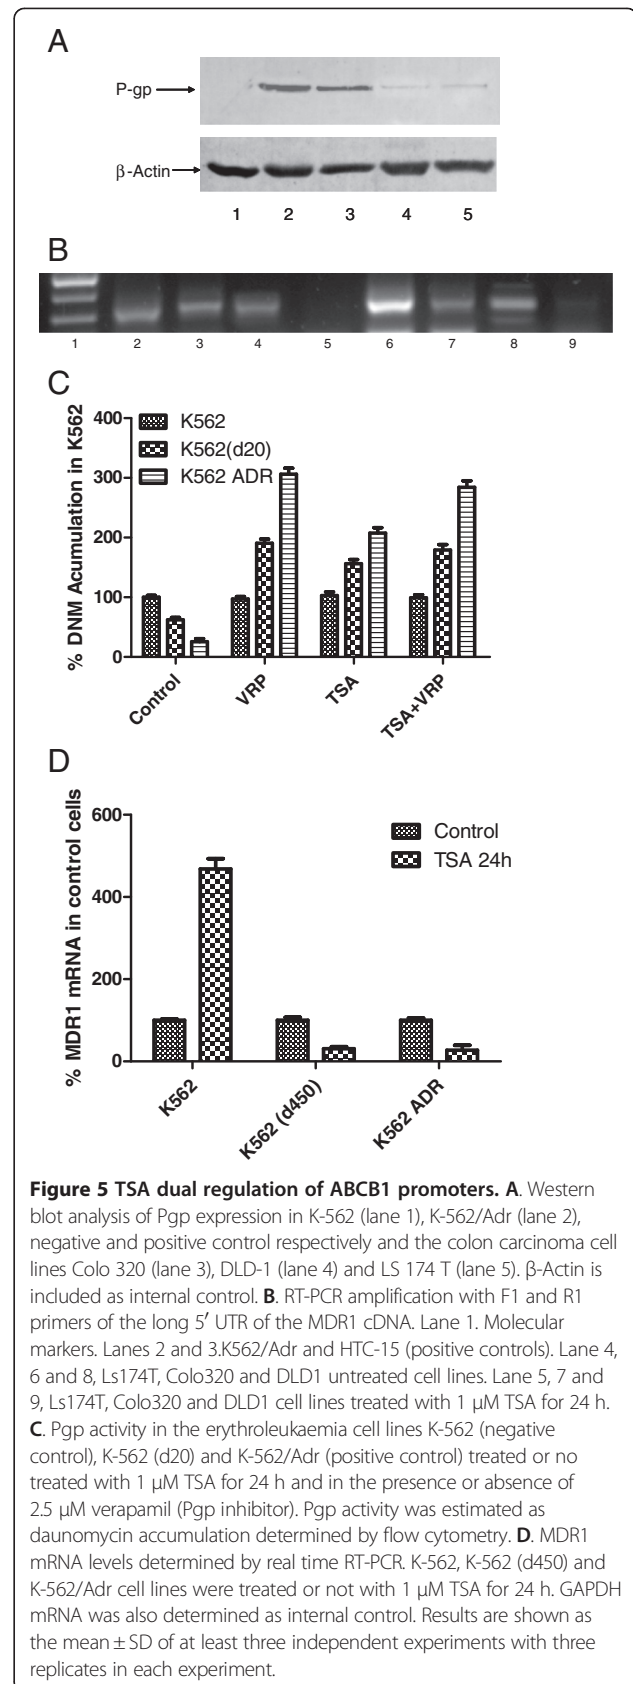 A
P-gp
β-Actin
1 2 3 4 5
B
1 2 3 4 5 6 7 8 9
C
% DNM Acumulation in K562
400
300
200
100
0
K562
K562(d20)
K562 ADR
Control
VRP
TSA
TSA+VRP
D
% MDR1 mRNA in control cells
600
400
200
0
Control
TSA 24h
K562
K562 (d450)
K562 ADR
Figure 5 TSA dual regulation of ABCB1 promoters. A. Western
blot analysis of Pgp expression in K-562 (lane 1), K-562/Adr (lane 2),
negative and positive control respectively and the colon carcinoma cell
lines Colo 320 (lane 3), DLD-1 (lane 4) and LS 174 T (lane 5). β-Actin is
included as internal control. B. RT-PCR amplification with F1 and R1
primers of the long 5′ UTR of the MDR1 cDNA. Lane 1. Molecular
markers. Lanes 2 and 3.K562/Adr and HTC-15 (positive controls). Lane 4,
6 and 8, Ls174T, Colo320 and DLD1 untreated cell lines. Lane 5, 7 and
9, Ls174T, Colo320 and DLD1 cell lines treated with 1 μM TSA for 24 h.
C. Pgp activity in the erythroleukaemia cell lines K-562 (negative
control), K-562 (d20) and K-562/Adr (positive control) treated or no
treated with 1 μM TSA for 24 h and in the presence or absence of
2.5 μM verapamil (Pgp inhibitor). Pgp activity was estimated as
daunomycin accumulation determined by flow cytometry. D. MDR1
mRNA levels determined by real time RT-PCR. K-562, K-562 (d450) and
K-562/Adr cell lines were treated or not with 1 μM TSA for 24 h. GAPDH
mRNA was also determined as internal control. Results are shown as
the mean ± SD of at least three independent experiments with three
replicates in each experiment.